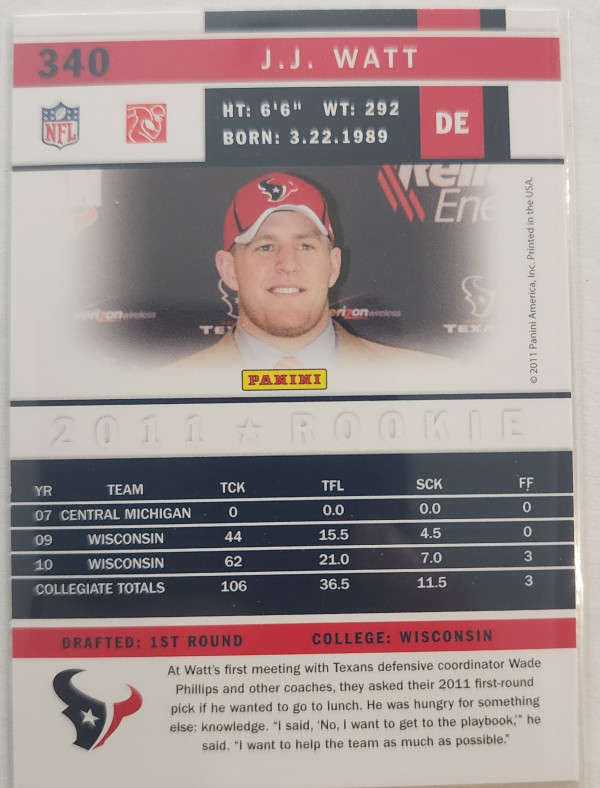 340 J.J. WATT
NFL
HT: 6'6" WT: 292
BORN: 3.22.1989
DE
Energy
verizonwireless
verizonwireless
© 2011 Panini America, Inc. Printed in the USA.
PANINI
2011 ★ ROOKIE
YR TEAM TCK TFL SCK FF
07 CENTRAL MICHIGAN 0 0.0 0.0 0
09 WISCONSIN 44 15.5 4.5 0
10 WISCONSIN 62 21.0 7.0 3
COLLEGIATE TOTALS 106 36.5 11.5 3
DRAFTED: 1ST ROUND COLLEGE: WISCONSIN
At Watt's first meeting with Texans defensive coordinator Wade
Phillips and other coaches, they asked their 2011 first-round
pick if he wanted to go to lunch. He was hungry for something
else: knowledge. "I said, 'No, I want to get to the playbook,'" he
said. "I want to help the team as much as possible."